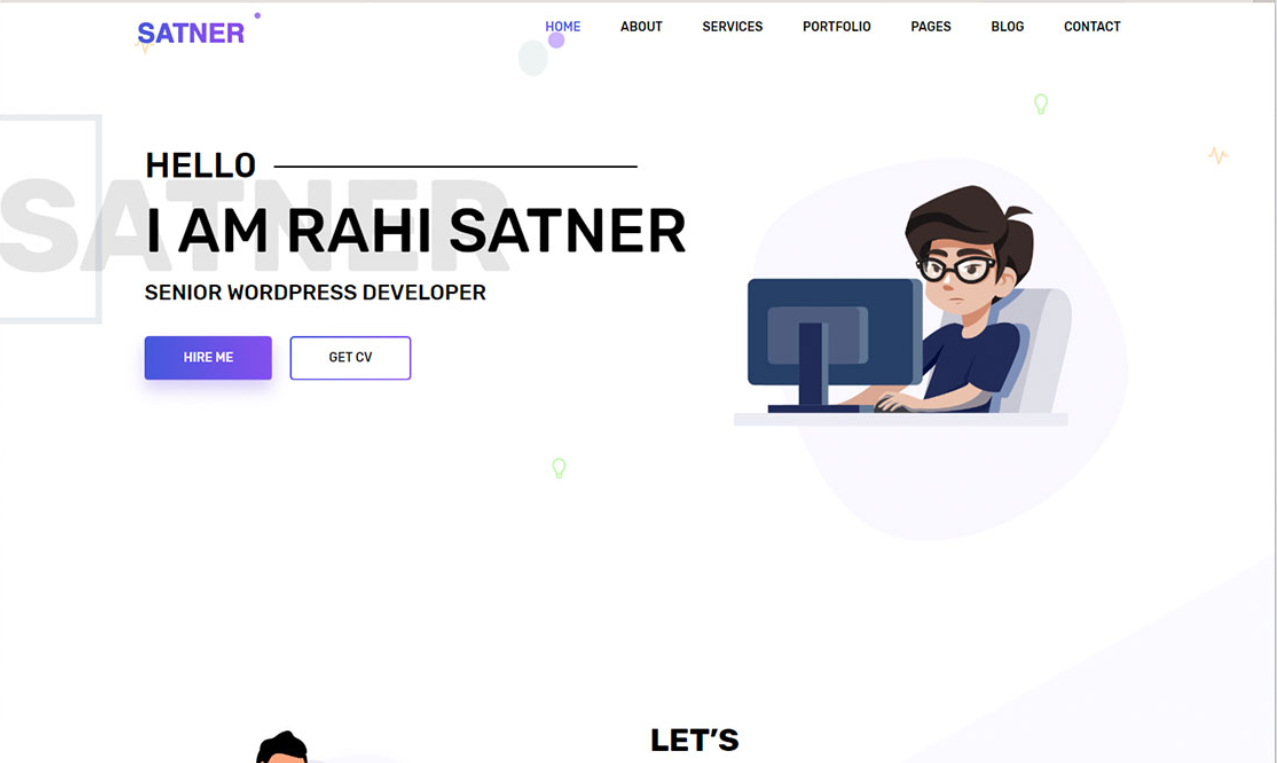 SATNER
HOME ABOUT SERVICES PORTFOLIO PAGES BLOG CONTACT
HELLO
SATNER
I AM RAHI SATNER
SENIOR WORDPRESS DEVELOPER
HIRE ME GET CV
LET'S